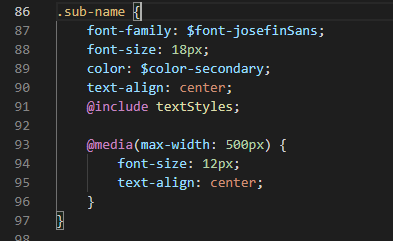 86 .sub-name {
87 font-family: $font-josefinSans;
88 font-size: 18px;
89 color: $color-secondary;
90 text-align: center;
91 @include textStyles;
92
93 @media(max-width: 500px) {
94 font-size: 12px;
95 text-align: center;
96 }
97 }
98